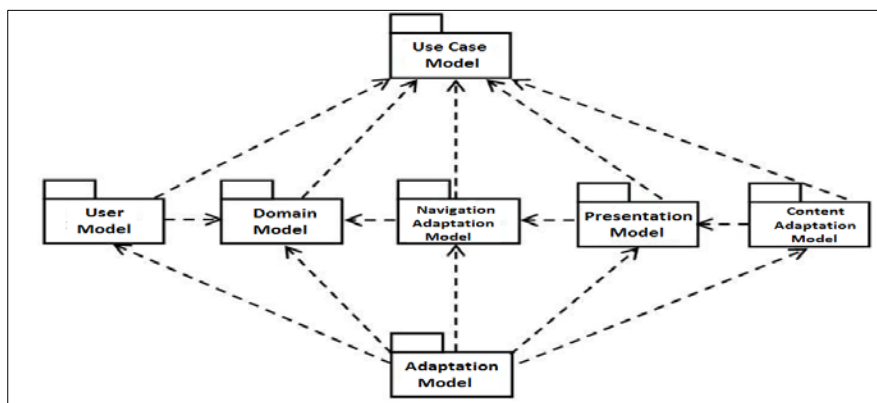 Use Case
Model
User
Model
Domain
Model
Navigation
Adaptation
Model
Presentation
Model
Content
Adaptation
Model
Adaptation
Model